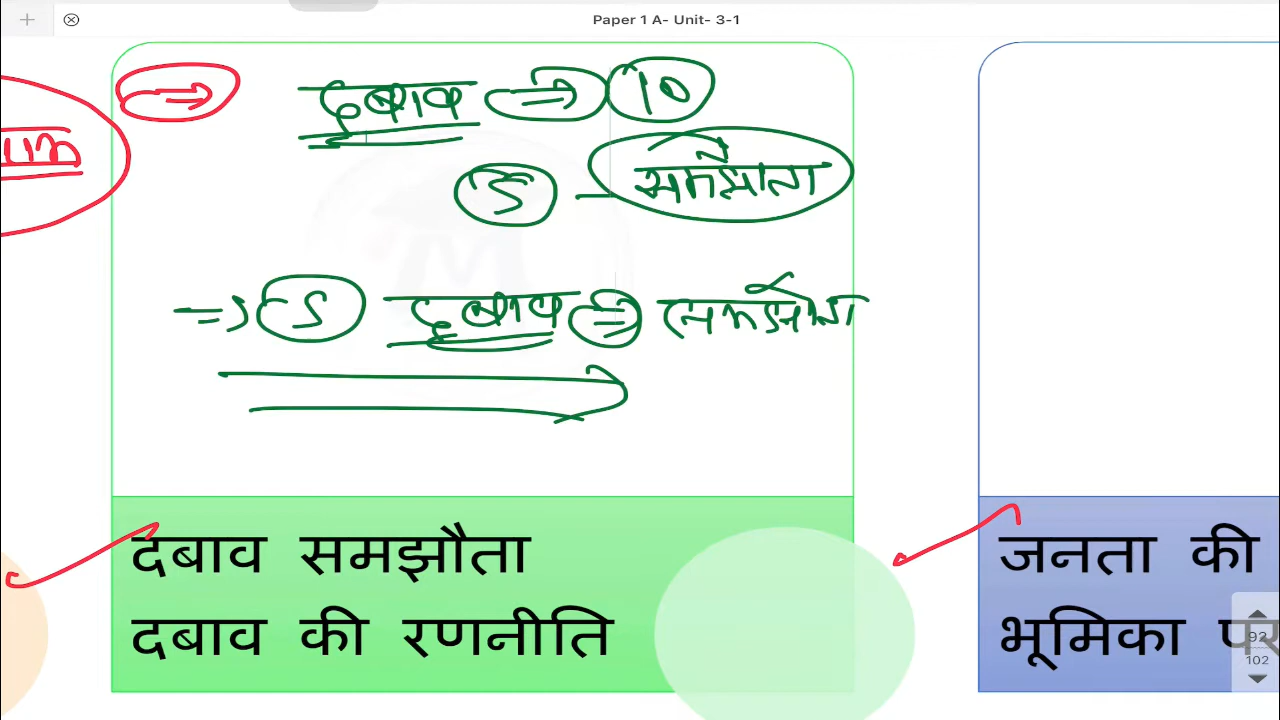 Paper 1 A- Unit- 3-1
दबाव ⇒ 10
5 - समझौता
⇒ 5 दबाव ⇒ समझौता
दबाव समझौता
दबाव की रणनीति
जनता की
भूमिका पर
92
102